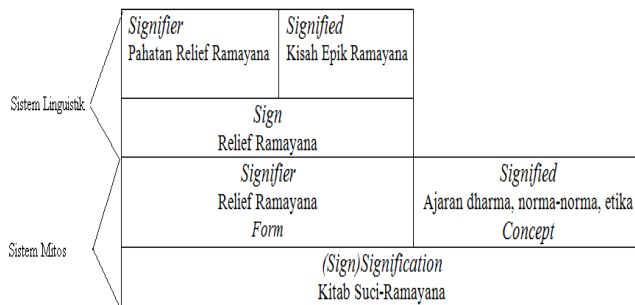 Signifier
Pahatan Relief Ramayana
Signified
Kisah Epik Ramayana
Sistem Linguistik
Sign
Relief Ramayana
Signifier
Relief Ramayana
Form
Signified
Ajaran dharma, norma-norma, etika
Concept
Sistem Mitos
(Sign)Signification
Kitab Suci-Ramayana